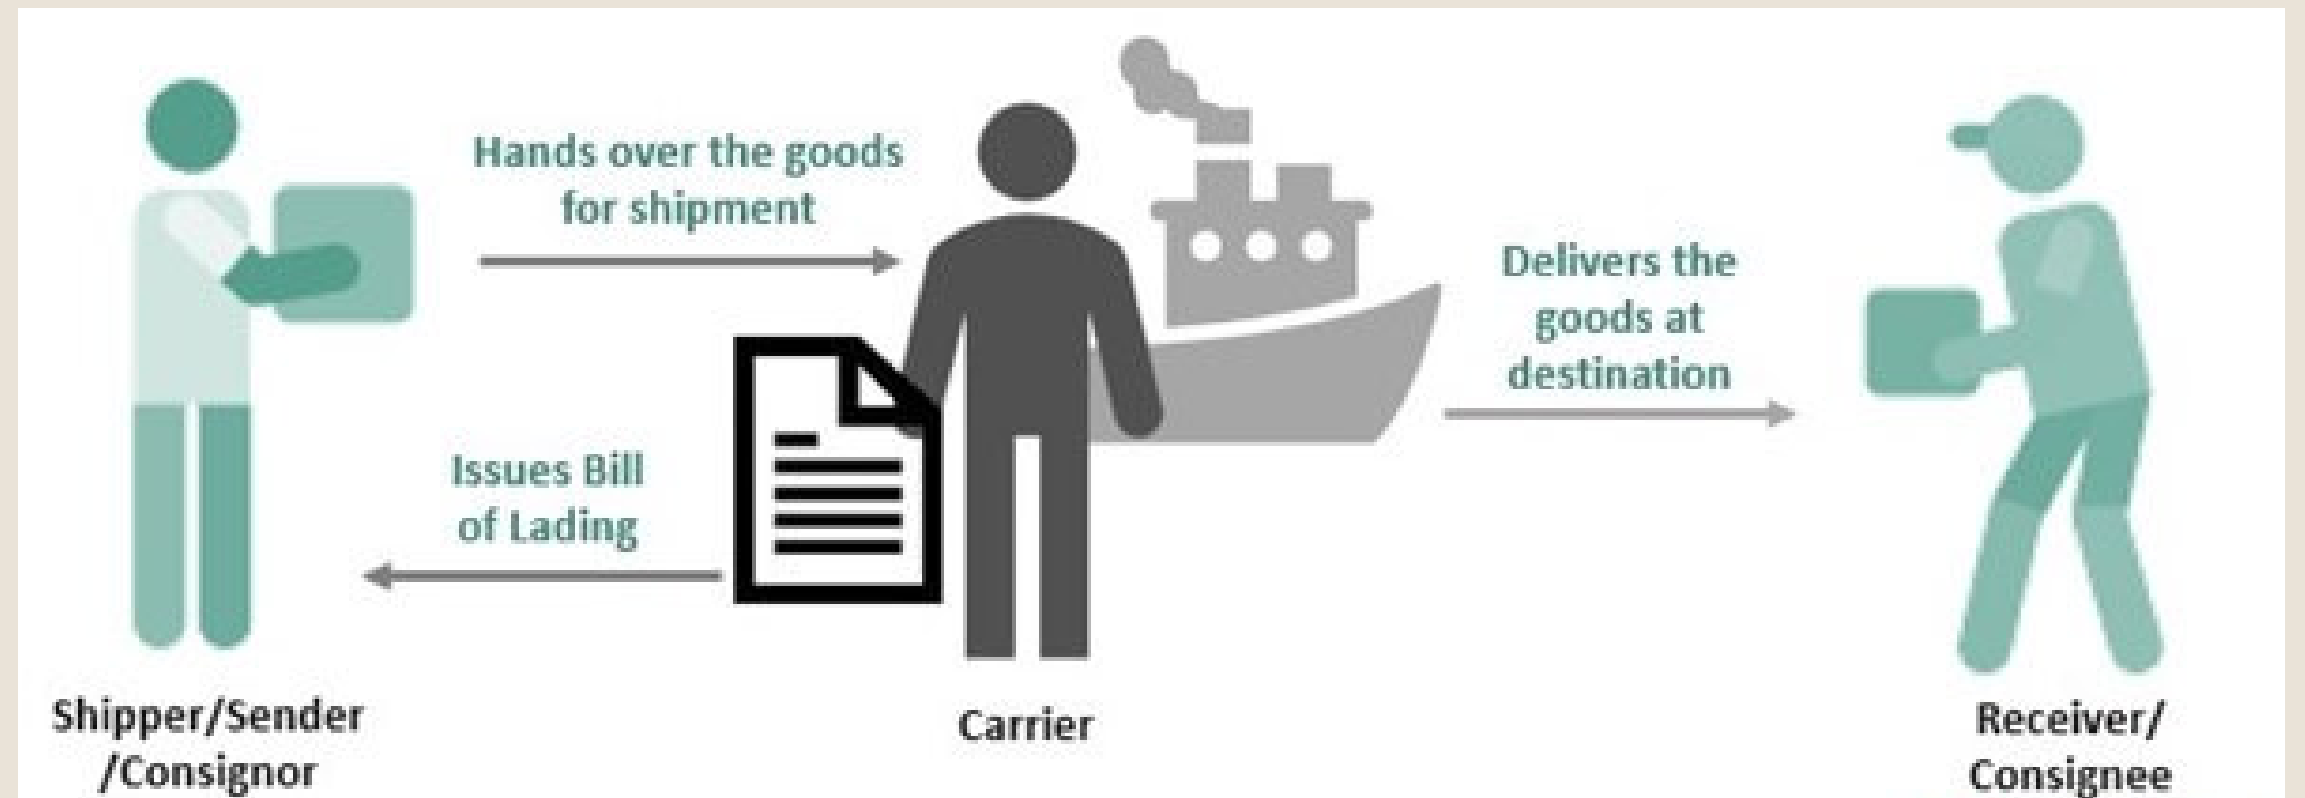 Hands over the goods
for shipment
Delivers the
goods at
destination
Issues Bill
of Lading
Shipper/Sender
/Consignor
Carrier
Receiver/
Consignee